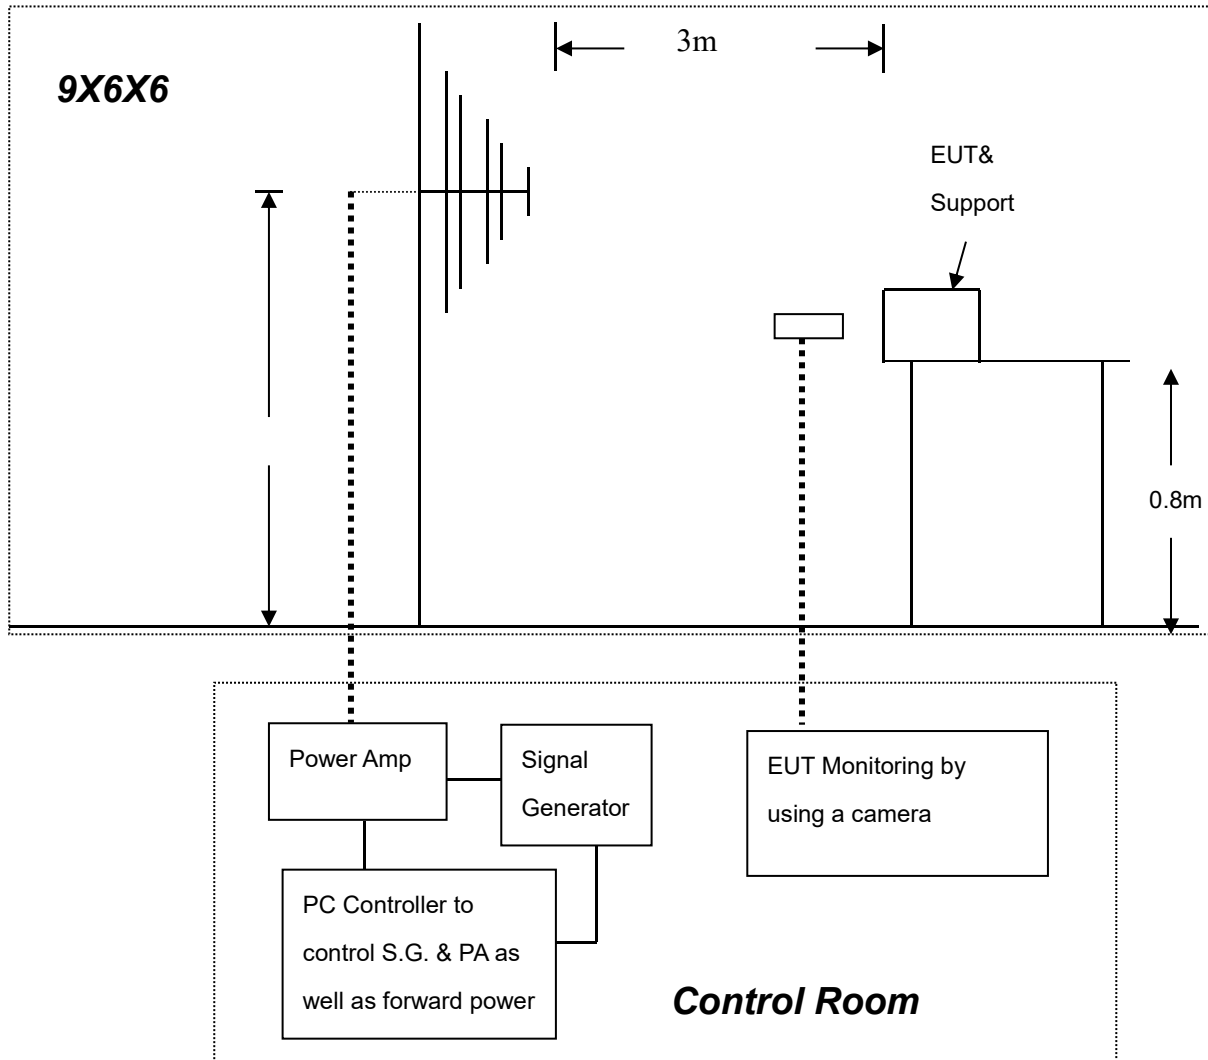 3m
9X6X6
EUT&
Support
0.8m
Power Amp
Signal
Generator
EUT Monitoring by
using a camera
PC Controller to
control S.G. & PA as
well as forward power
Control Room